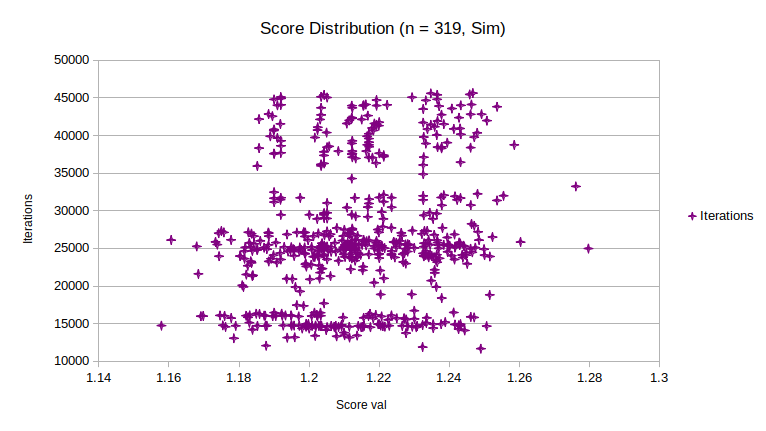 Score Distribution (n = 319, Sim)
50000
45000
40000
35000
30000
25000
20000
15000
10000
Iterations
1.14 1.16 1.18 1.2 1.22 1.24 1.26 1.28 1.3
Score val
Iterations